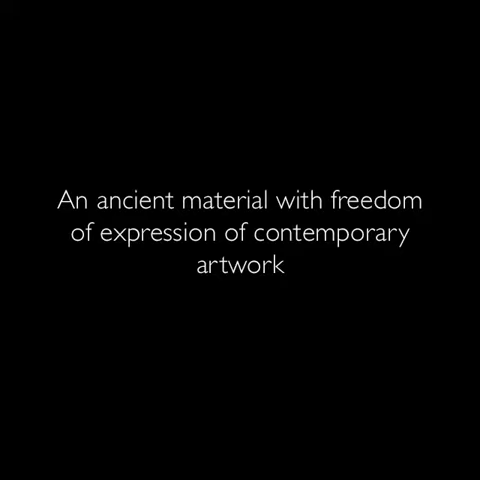 An ancient material with freedom
of expression of contemporary
artwork